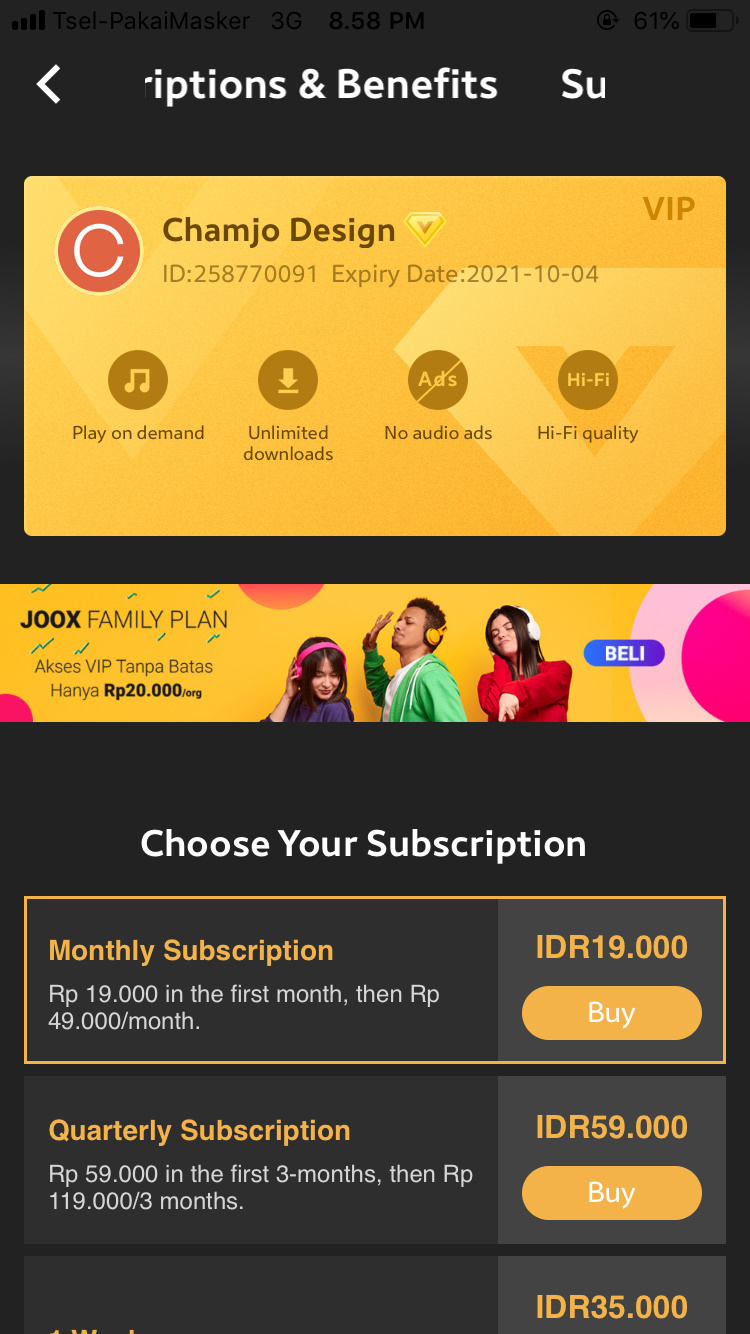 Tsel-PakaiMasker 3G 8.58 PM 61%
riptions & Benefits Su
VIP
Chamjo Design
ID:258770091 Expiry Date:2021-10-04
Ads
Hi-Fi
Play on demand
Unlimited
downloads
No audio ads
Hi-Fi quality
JOOX FAMILY PLAN
Akses VIP Tanpa Batas
Hanya Rp20.000/org
BELI
Choose Your Subscription
Monthly Subscription
Rp 19.000 in the first month, then Rp
49.000/month.
IDR19.000
Buy
Quarterly Subscription
Rp 59.000 in the first 3-months, then Rp
119.000/3 months.
IDR59.000
Buy
IDR35.000